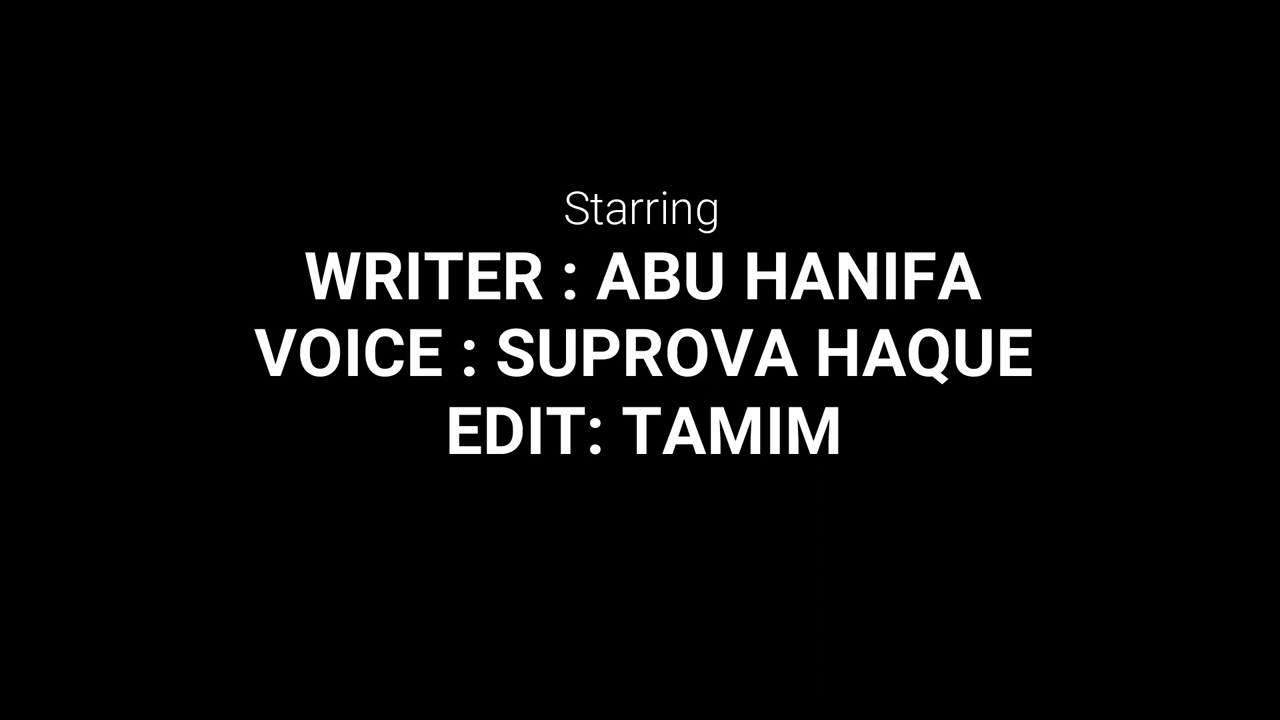 Starring
WRITER : ABU HANIFA
VOICE : SUPROVA HAQUE
EDIT: TAMIM